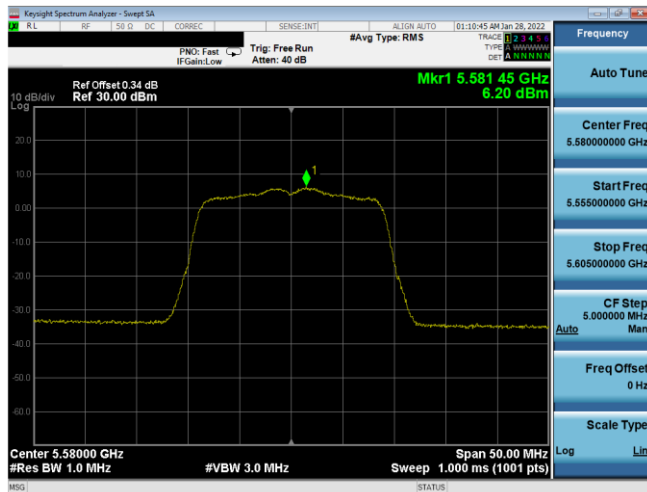 Keysight Spectrum Analyzer - Swept SA
RL RF 50 Ω DC CORREC SENSE:INT ALIGN AUTO 01:10:45 AM Jan 28, 2022
PNO: Fast
IFGain:Low
Trig: Free Run
Atten: 40 dB
#Avg Type: RMS
TRACE 1 2 3 4 5 6
TYPE A WWWWW
DET A N N N N N
Ref Offset 0.34 dB
10 dB/div Ref 30.00 dBm
Log
Mkr1 5.581 45 GHz
6.20 dBm
20.0
10.0
1
0.00
-10.0
-20.0
-30.0
-40.0
-50.0
-60.0
Center 5.58000 GHz Span 50.00 MHz
#Res BW 1.0 MHz #VBW 3.0 MHz Sweep 1.000 ms (1001 pts)
MSG STATUS
Frequency
Auto Tune
Center Freq
5.580000000 GHz
Start Freq
5.555000000 GHz
Stop Freq
5.605000000 GHz
CF Step
5.000000 MHz
Auto Man
Freq Offset
0 Hz
Scale Type
Log Lin